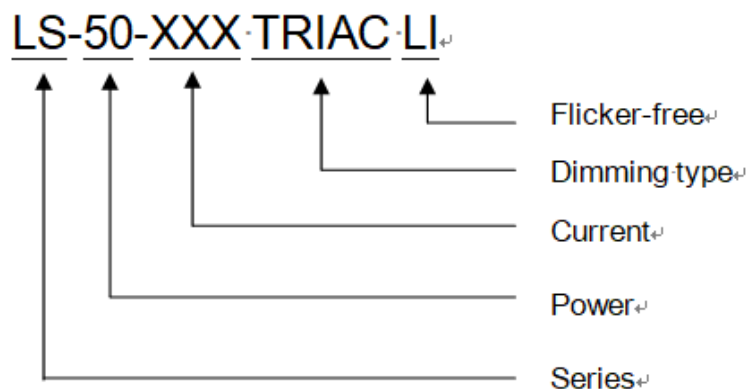 LS-50-XXX TRIAC LI
Flicker-free
Dimming type
Current
Power
Series